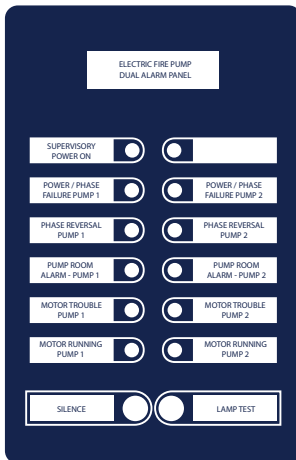 ELECTRIC FIRE PUMP
DUAL ALARM PANEL
SUPERVISORY
POWER ON
POWER / PHASE
FAILURE PUMP 1
POWER / PHASE
FAILURE PUMP 2
PHASE REVERSAL
PUMP 1
PHASE REVERSAL
PUMP 2
PUMP ROOM
ALARM - PUMP 1
PUMP ROOM
ALARM - PUMP 2
MOTOR TROUBLE
PUMP 1
MOTOR TROUBLE
PUMP 2
MOTOR RUNNING
PUMP 1
MOTOR RUNNING
PUMP 2
SILENCE
LAMP TEST